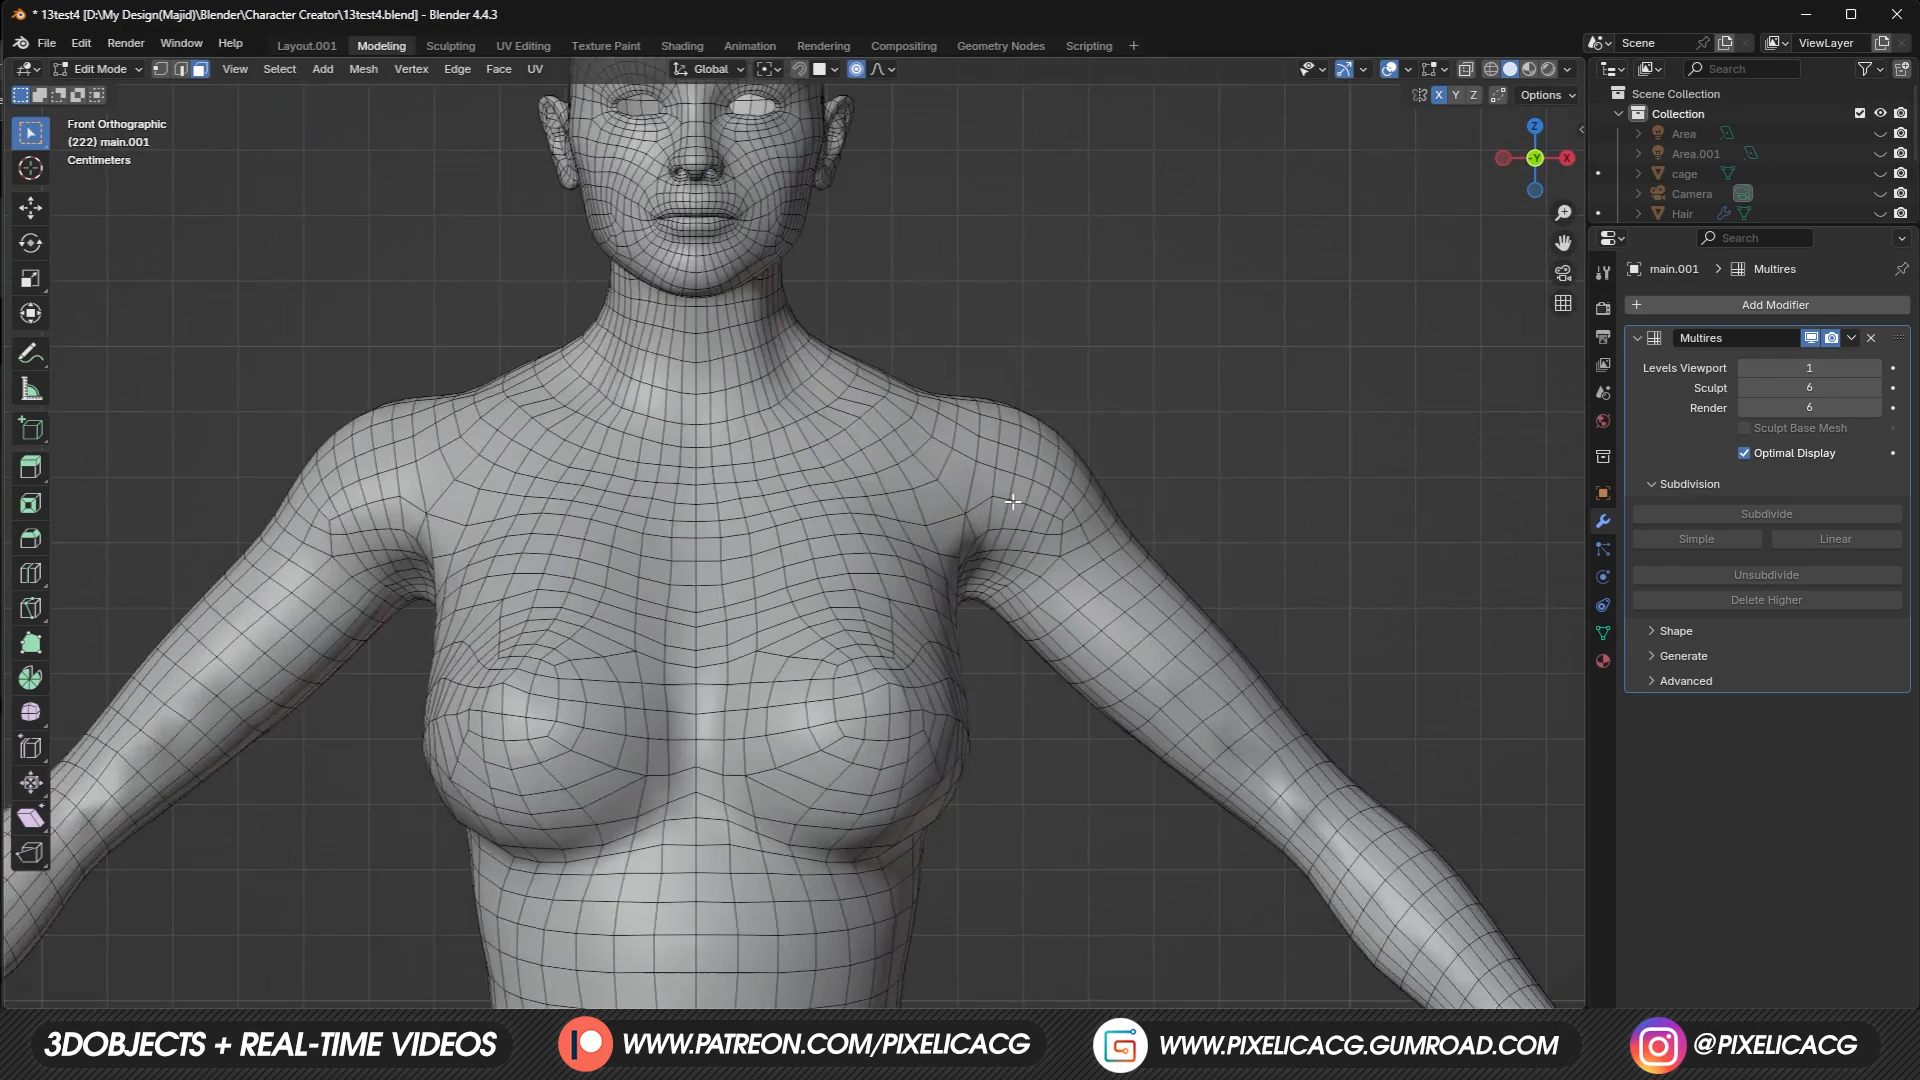 * 13test4 [D:\My Design(Majid)\Blender\Character Creator\13test4.blend] - Blender 4.4.3
File Edit Render Window Help Layout.001 Modeling Sculpting UV Editing Texture Paint Shading Animation Rendering Compositing Geometry Nodes Scripting + Scene ViewLayer
Edit Mode View Select Add Mesh Vertex Edge Face UV Global Search
X Y Z Options
Front Orthographic
(222) main.001
Centimeters
Z
-Y
X
Scene Collection
Collection
Area
Area.001
cage
Camera
Hair
Search
main.001 > Multires
+ Add Modifier
Multires
Levels Viewport 1
Sculpt 6
Render 6
Sculpt Base Mesh
Optimal Display
Subdivision
Subdivide
Simple Linear
Unsubdivide
Delete Higher
Shape
Generate
Advanced
3DOBJECTS + REAL-TIME VIDEOS WWW.PATREON.COM/PIXELICACG WWW.PIXELICACG.GUMROAD.COM @PIXELICACG